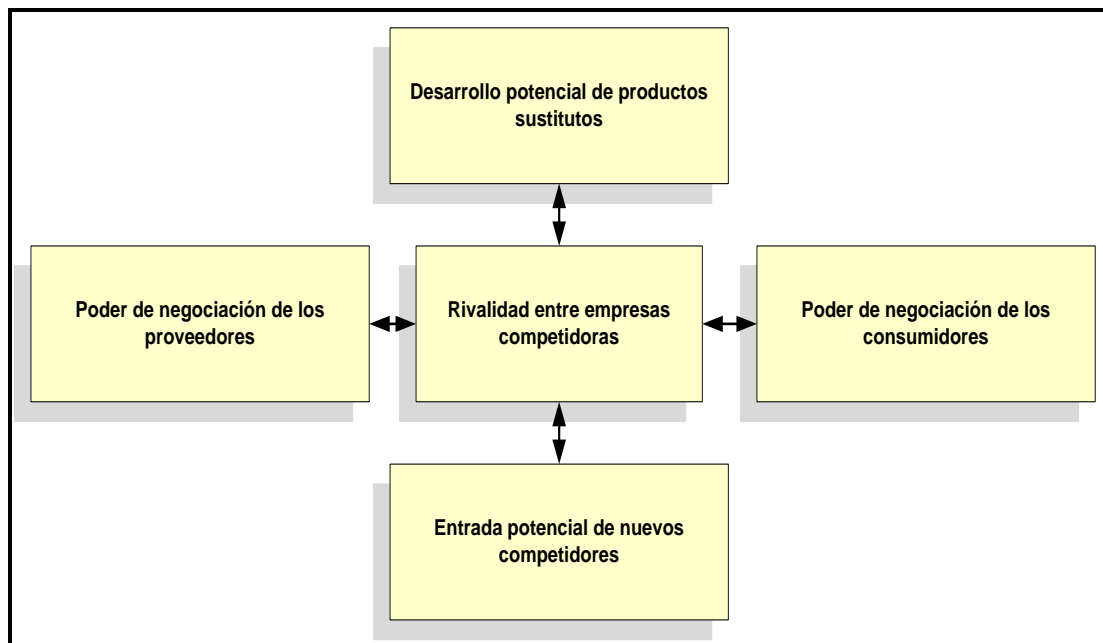 Desarrollo potencial de productos
sustitutos
Poder de negociación de los
proveedores
Rivalidad entre empresas
competidoras
Poder de negociación de los
consumidores
Entrada potencial de nuevos
competidores